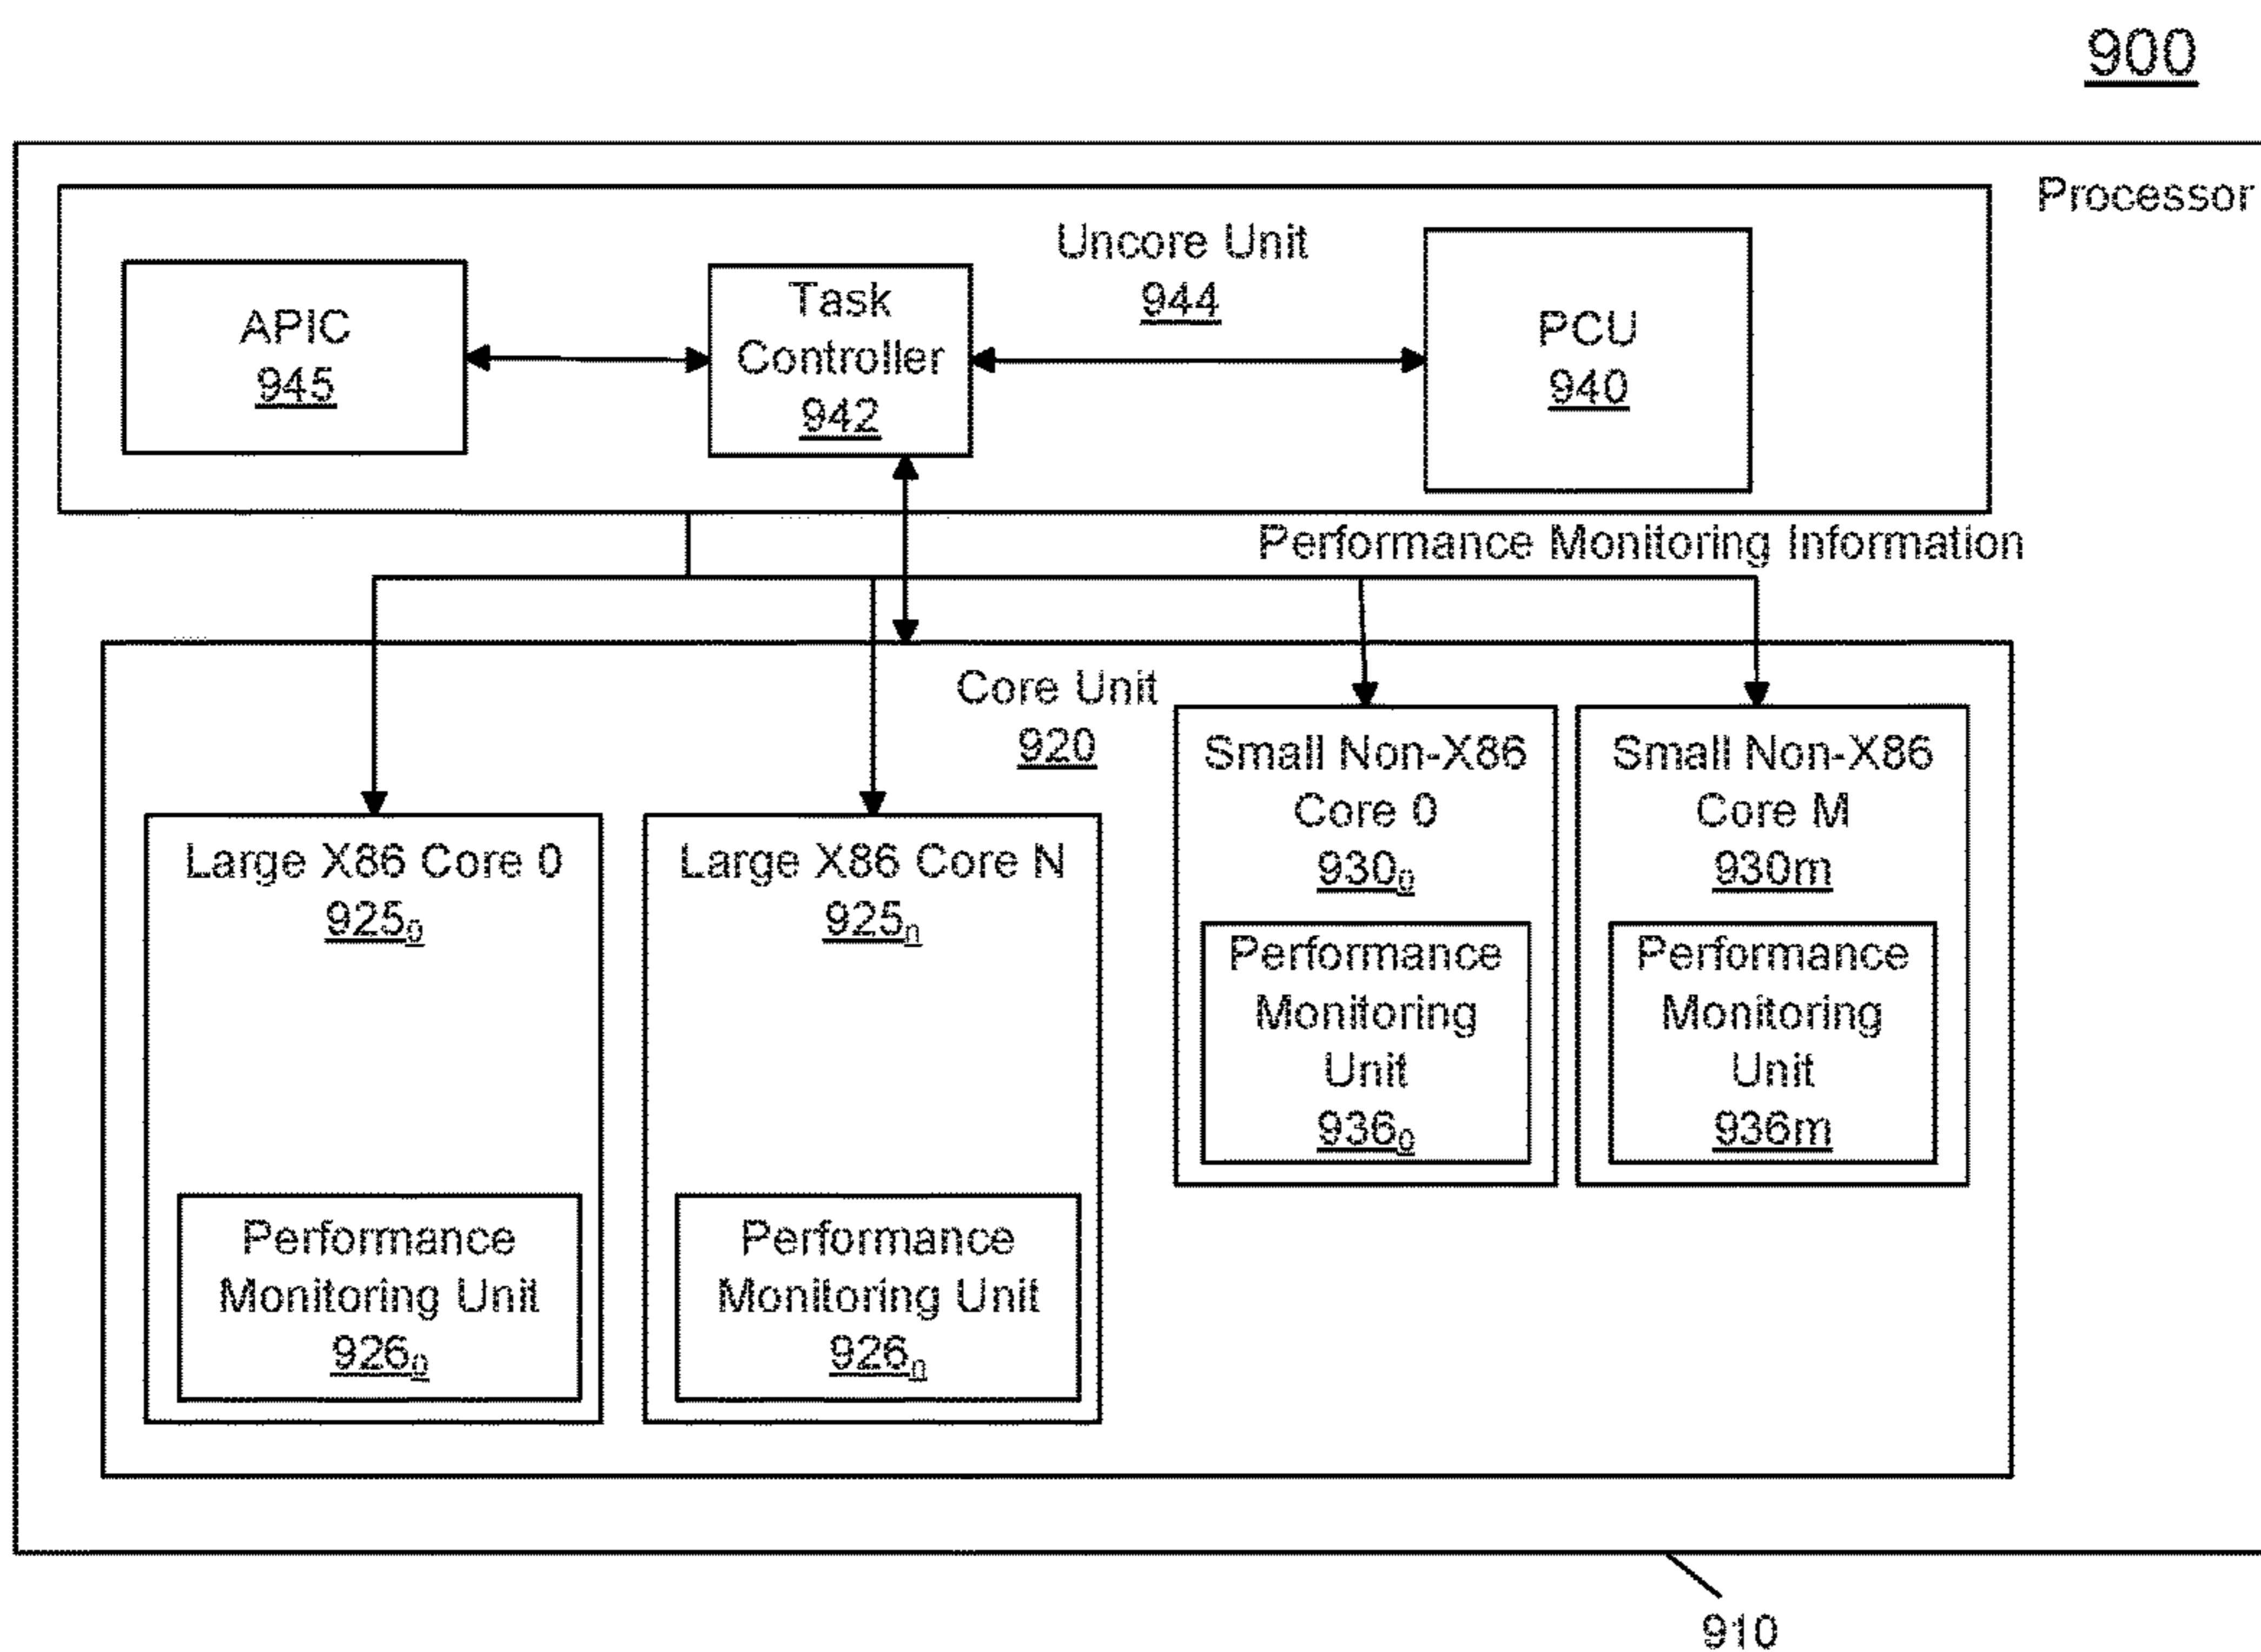 900
Processor
Uncore Unit
944
APIC
945
Task
Controller
942
PCU
940
Performance Monitoring Information
Core Unit
920
Large X86 Core 0
925₀
Performance
Monitoring Unit
926₀
Large X86 Core N
925ₙ
Performance
Monitoring Unit
926ₙ
Small Non-X86
Core 0
930₀
Performance
Monitoring
Unit
936₀
Small Non-X86
Core M
930m
Performance
Monitoring
Unit
936m
910